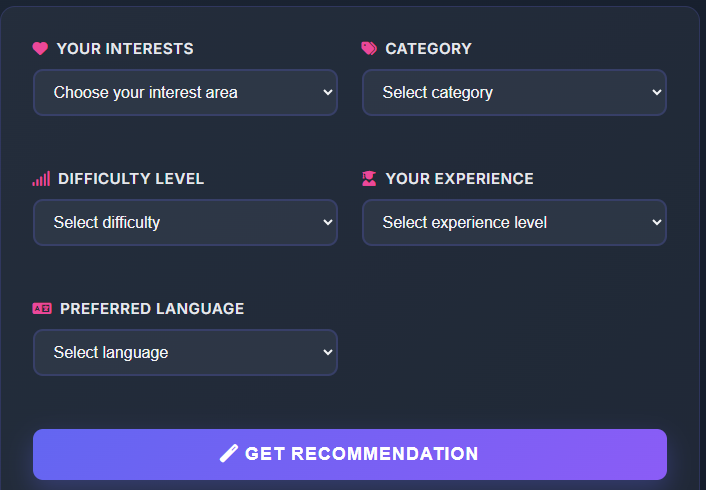 YOUR INTERESTS
CATEGORY
Choose your interest area
Select category
DIFFICULTY LEVEL
YOUR EXPERIENCE
Select difficulty
Select experience level
PREFERRED LANGUAGE
Select language
GET RECOMMENDATION